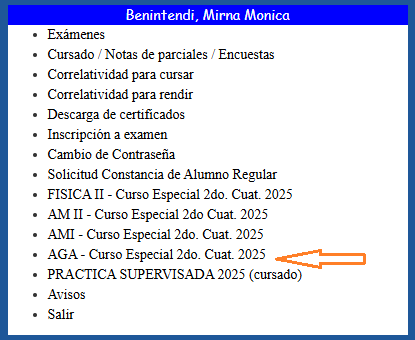 Benintendi, Mirna Monica
Exámenes
Cursado / Notas de parciales / Encuestas
Correlatividad para cursar
Correlatividad para rendir
Descarga de certificados
Inscripción a examen
Cambio de Contraseña
Solicitud Constancia de Alumno Regular
FISICA II - Curso Especial 2do. Cuat. 2025
AM II - Curso Especial 2do Cuat. 2025
AMI - Curso Especial 2do. Cuat. 2025
AGA - Curso Especial 2do. Cuat. 2025
PRACTICA SUPERVISADA 2025 (cursado)
Avisos
Salir